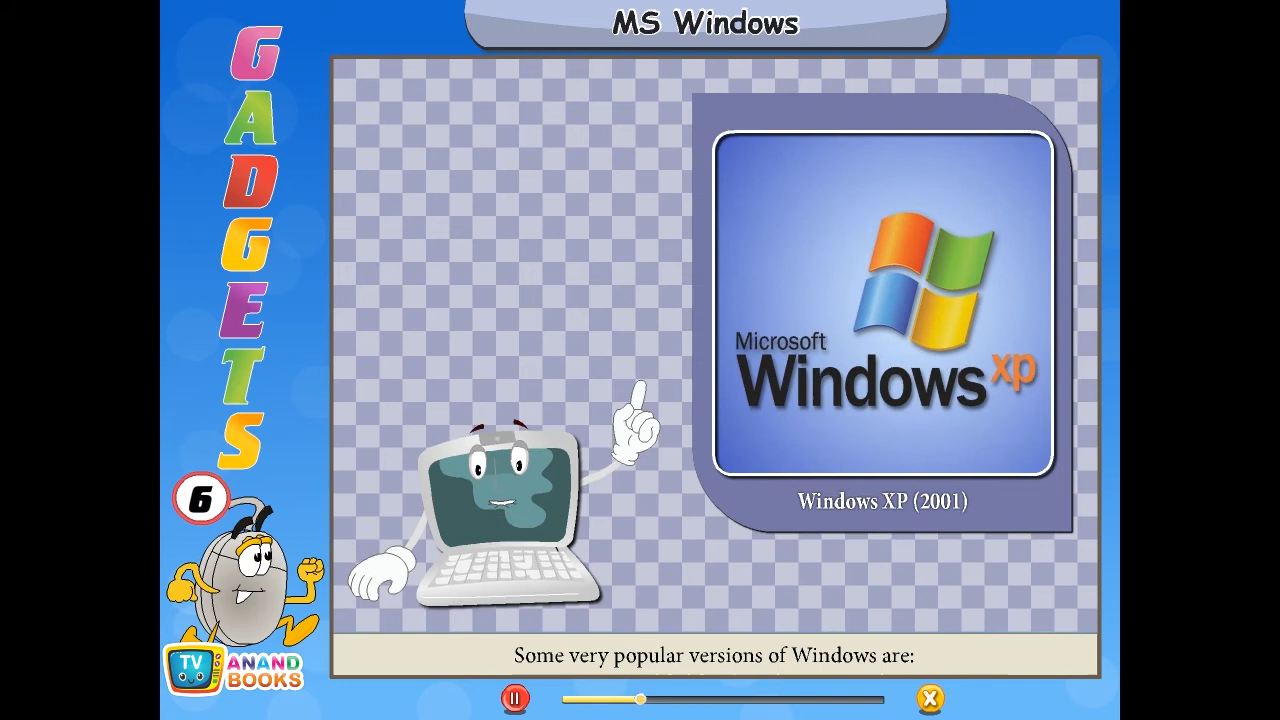 MS Windows
GADGETS
6
TV
ANAND
BOOKS
Microsoft
Windows xp
Windows XP (2001)
Some very popular versions of Windows are: